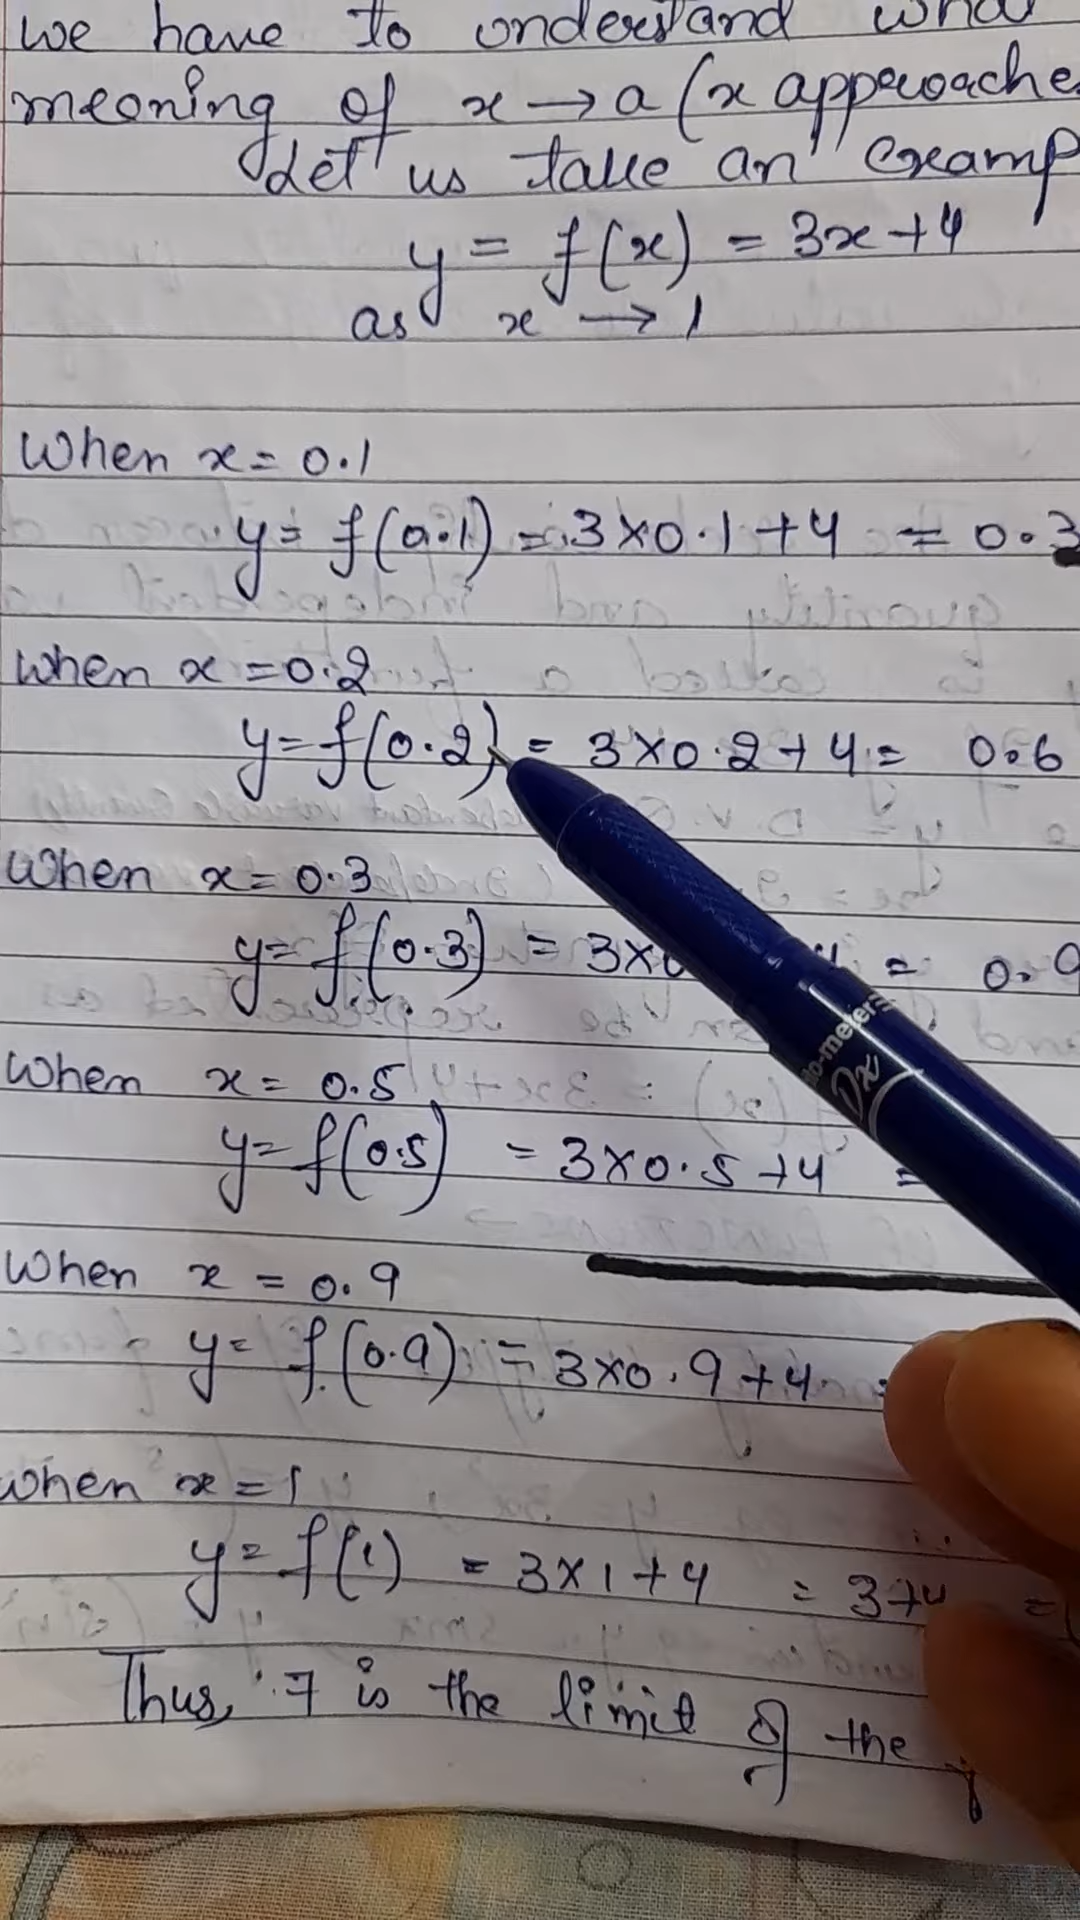 we have to understand what
meaning of x → a (x approache
Let us take an examp
y = f(x) = 3x+4
as x → 1
When x = 0.1
y = f(0.1) = 3×0.1+4 = 0.3
When x = 0.2
y = f(0.2) = 3×0.2+4 = 0.6
When x = 0.3
y = f(0.3) = 3× = 0.9
When x = 0.5
y = f(0.5) = 3×0.5+4 =
When x = 0.9
y = f(0.9) = 3×0.9+4 =
When x = 1
y = f(1) = 3×1+4 = 3+4 =
Thus, 7 is the limit of the